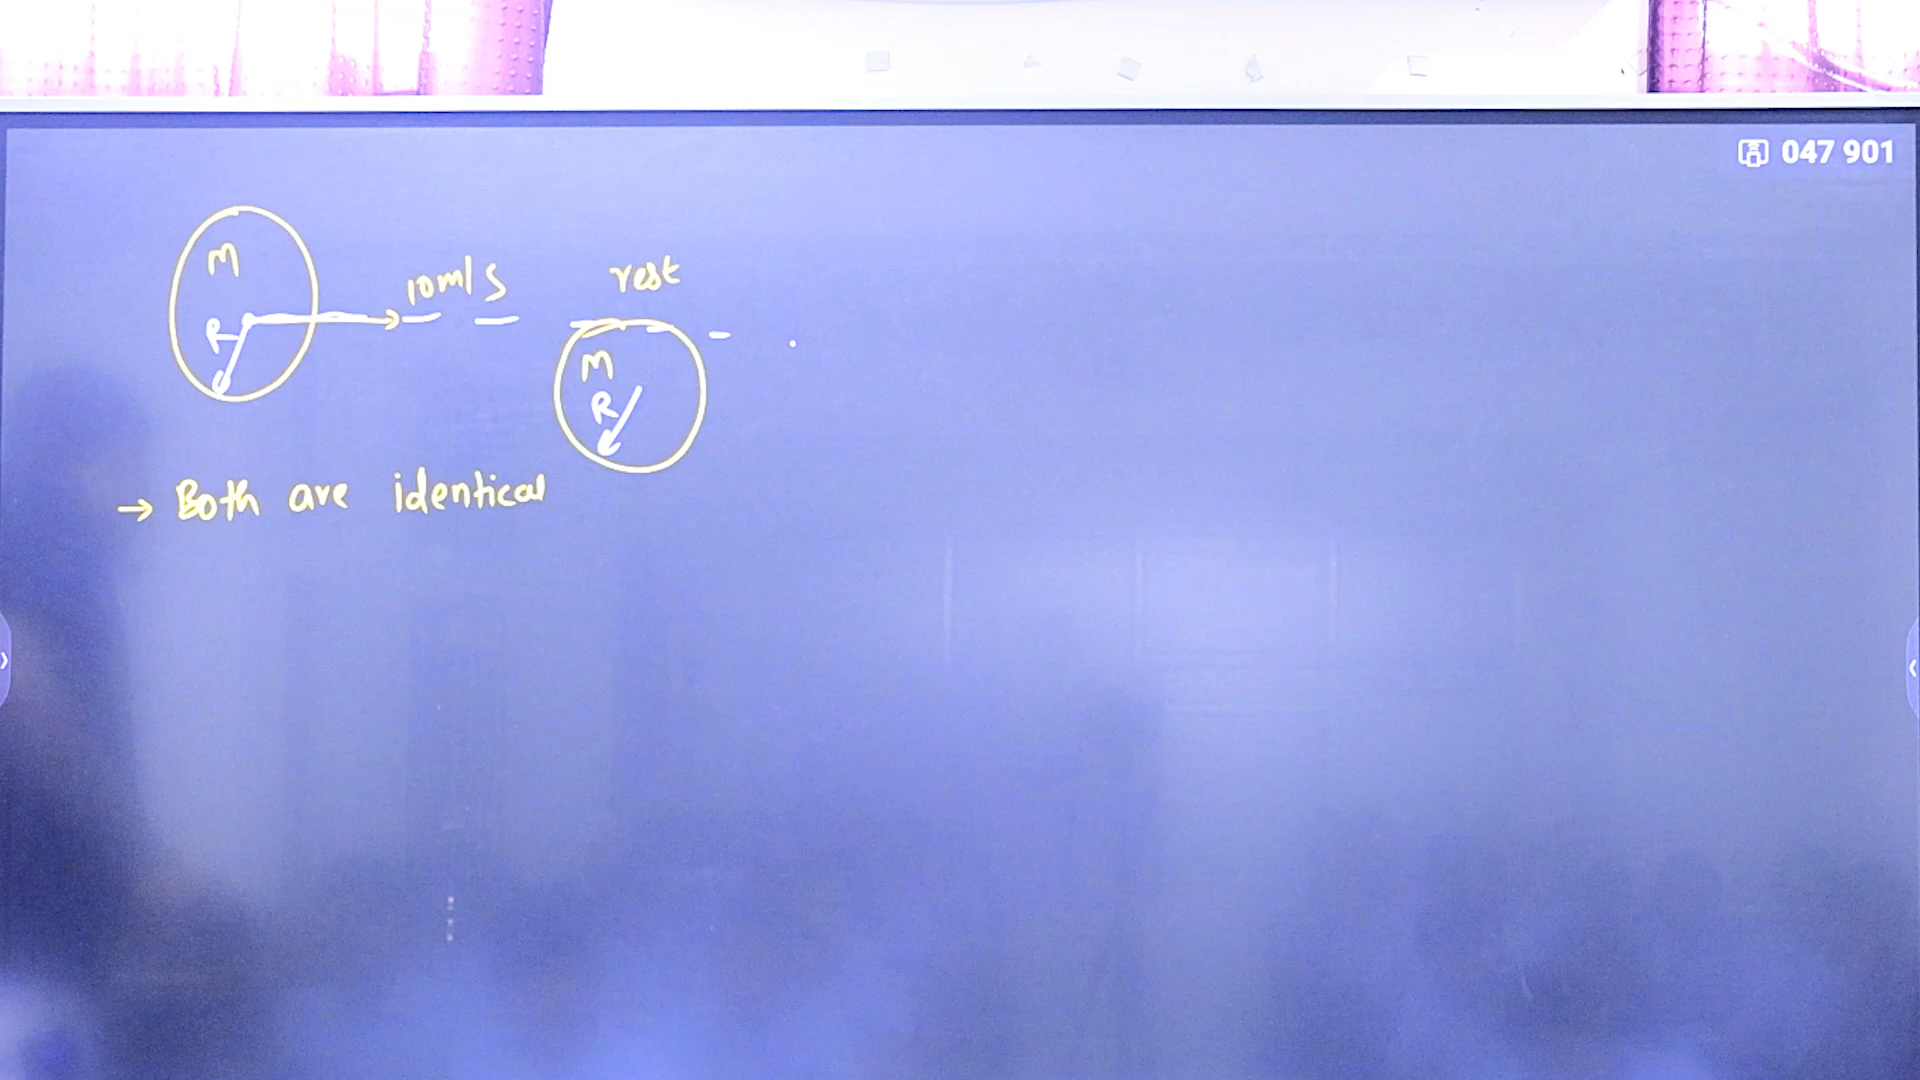 047 901
M
10m/s
rest
R
M
R
→ Both are identical